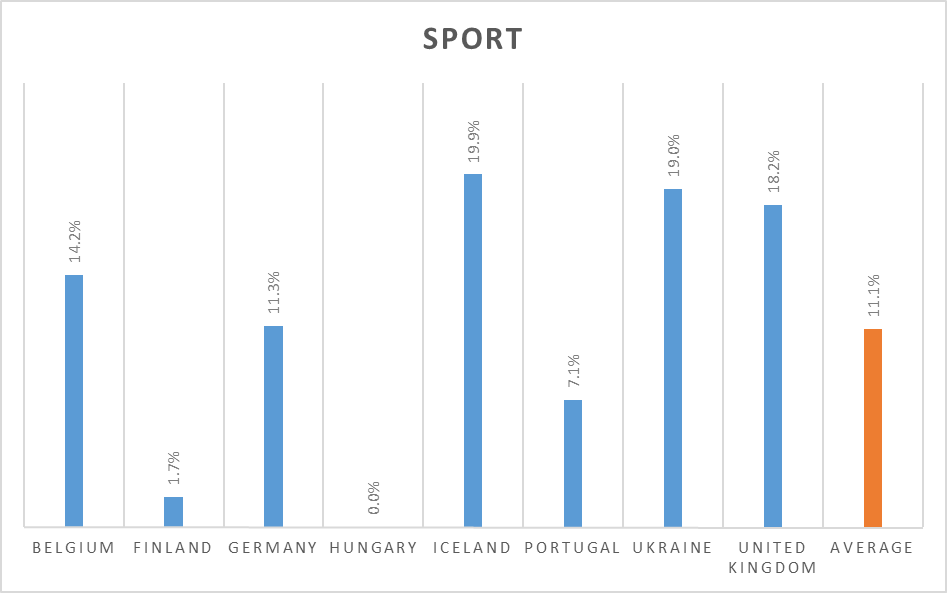 SPORT
14.2%
1.7%
11.3%
0.0%
19.9%
7.1%
19.0%
18.2%
11.1%
BELGIUM
FINLAND
GERMANY
HUNGARY
ICELAND
PORTUGAL
UKRAINE
UNITED
KINGDOM
AVERAGE